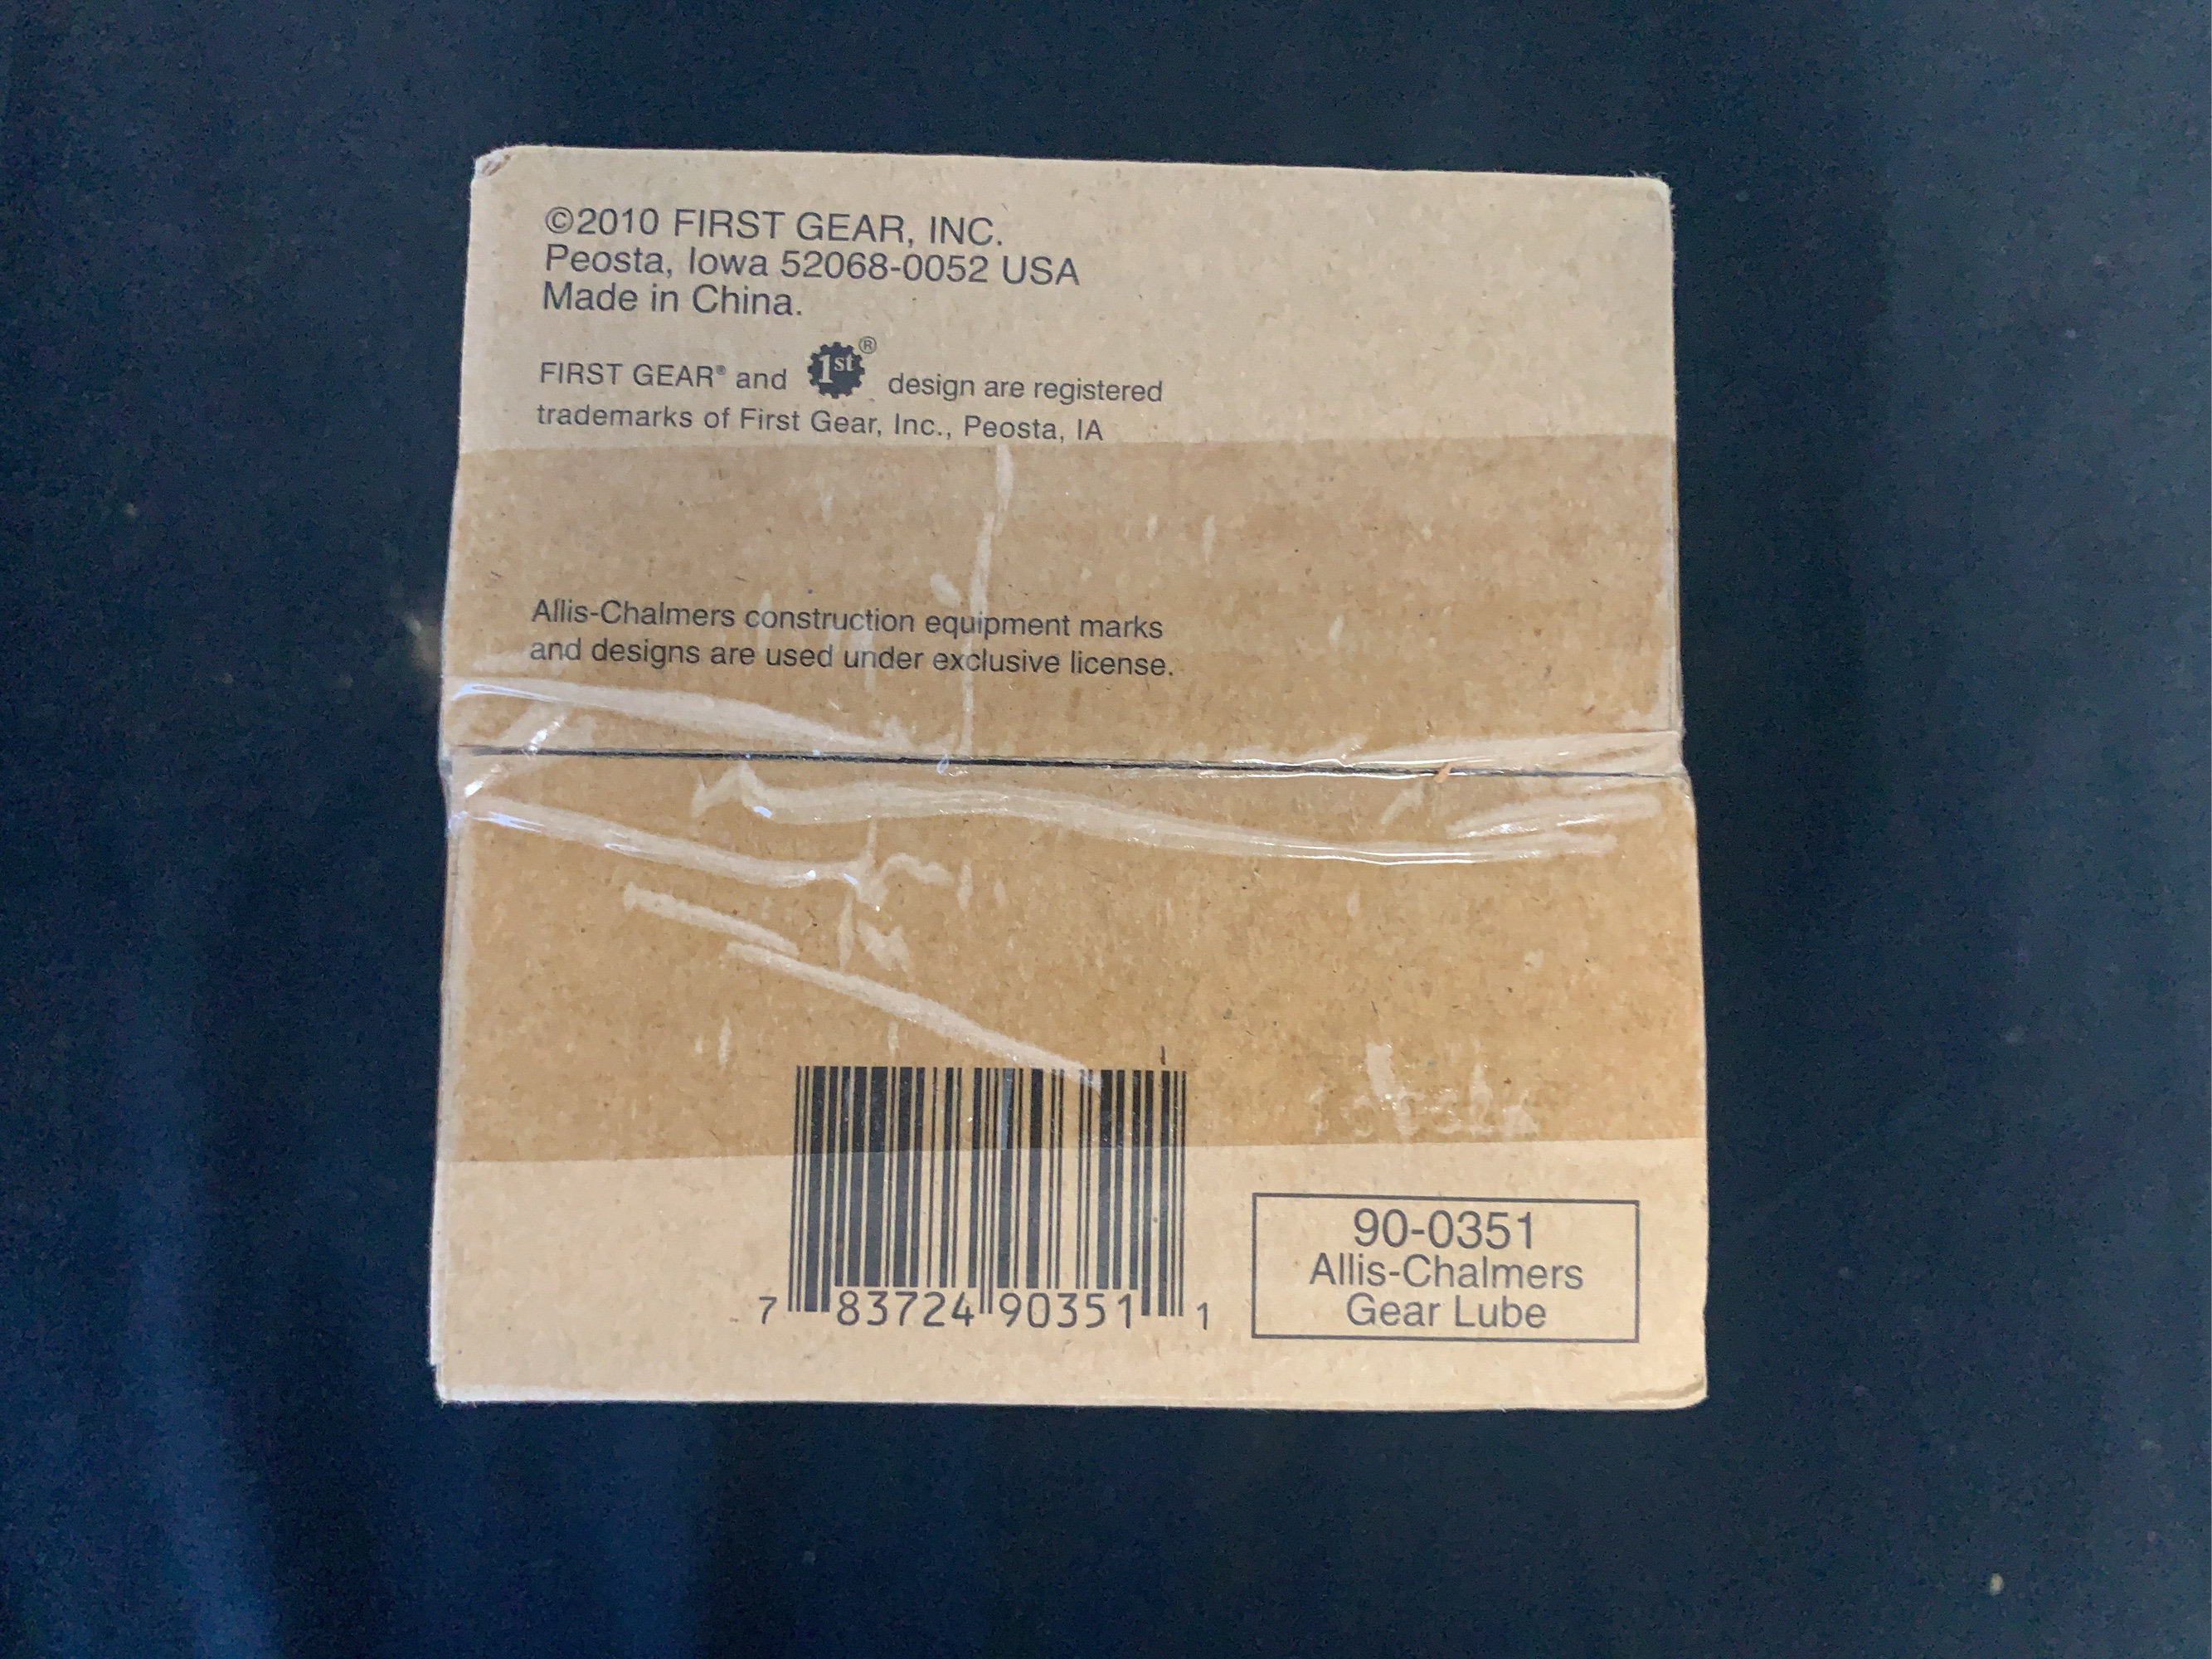 ©2010 FIRST GEAR, INC.
Peosta, Iowa 52068-0052 USA
Made in China.
FIRST GEAR® and 1st® design are registered
trademarks of First Gear, Inc., Peosta, IA
Allis-Chalmers construction equipment marks
and designs are used under exclusive license.
7 83724 90351 1
90-0351
Allis-Chalmers
Gear Lube